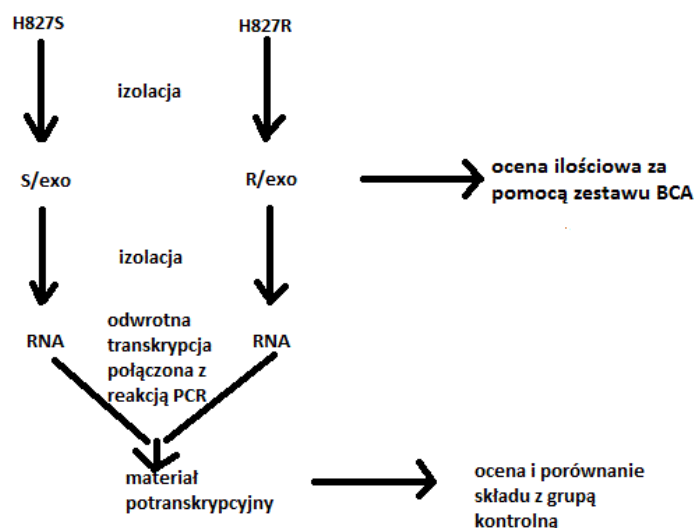 H827S
H827R
izolacja
S/exo
R/exo
ocena ilościowa za
pomocą zestawu BCA
izolacja
RNA
odwrotna
transkrypcja
połączona z
reakcją PCR
RNA
materiał
potranskrypcyjny
ocena i porównanie
składu z grupą
kontrolną